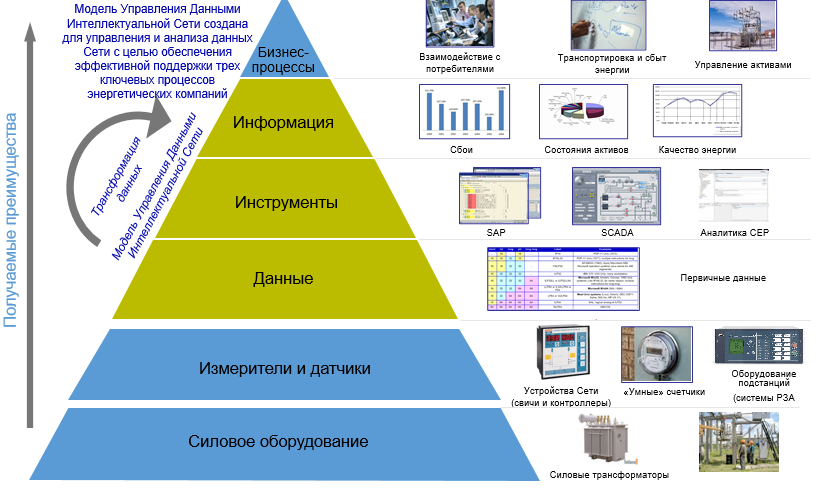 Модель Управления Данными
Интеллектуальной Сети создана
для управления и анализа данных
Сети с целью обеспечения
эффективной поддержки трех
ключевых процессов
энергетических компаний
Получаемые преимущества
Трансформация
данных
Модель Управления Данными
Интеллектуальной Сети
Бизнес-
процессы
Взаимодействие с
потребителями
Транспортировка и сбыт
энергии
Управление активами
Информация
Сбои
Состояния активов
Качество энергии
Инструменты
SAP
SCADA
Аналитика CEP
Данные
Первичные данные
Измерители и датчики
Устройства Сети
(свичи и контроллеры)
«Умные» счетчики
Оборудование
подстанций
(системы РЗА
Силовое оборудование
Силовые трансформаторы